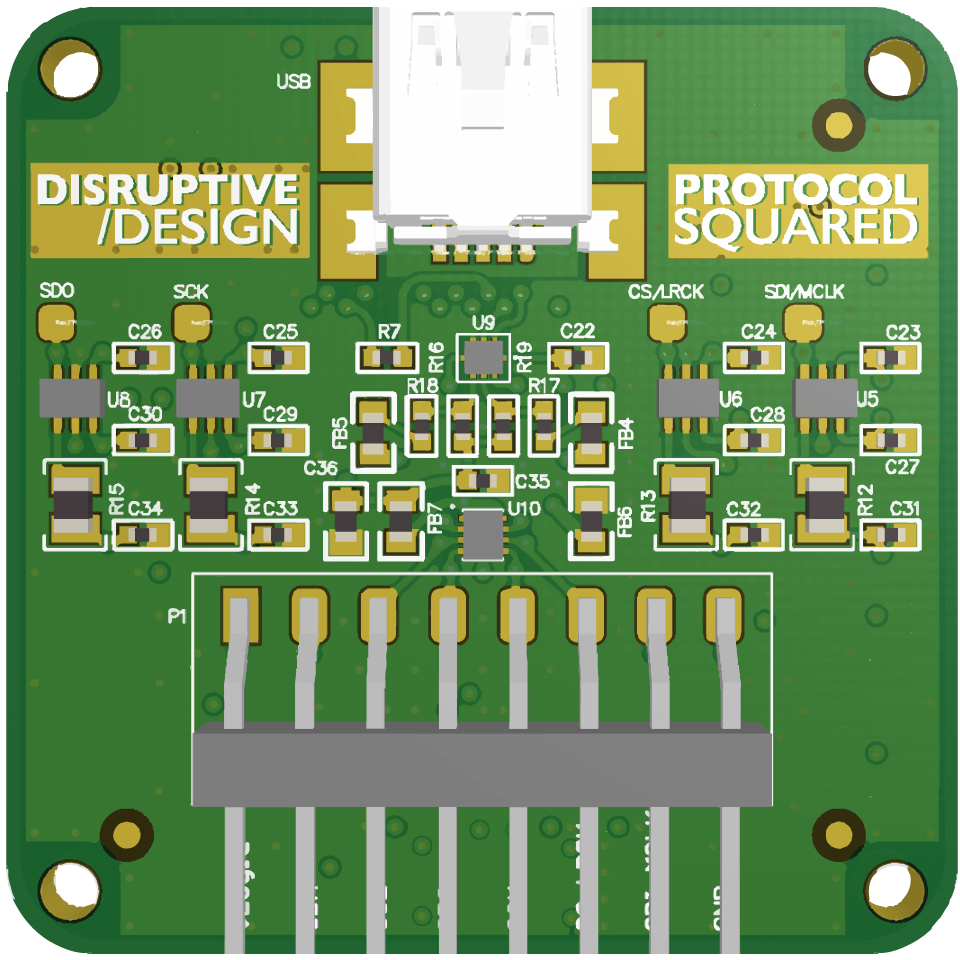 USB
DISRUPTIVE
/DESIGN
PROTOCOL
SQUARED
SDO
SCK
CS/LRCK
SDI/MCLK
C26
C25
R7
R16
U9
R19
C22
C24
C23
U8
U7
R18
R17
U6
U5
C30
C29
FB5
FB4
C28
C27
C36
C35
R15
R14
FB7
U10
FB6
R13
R12
C34
C33
C32
C31
P1